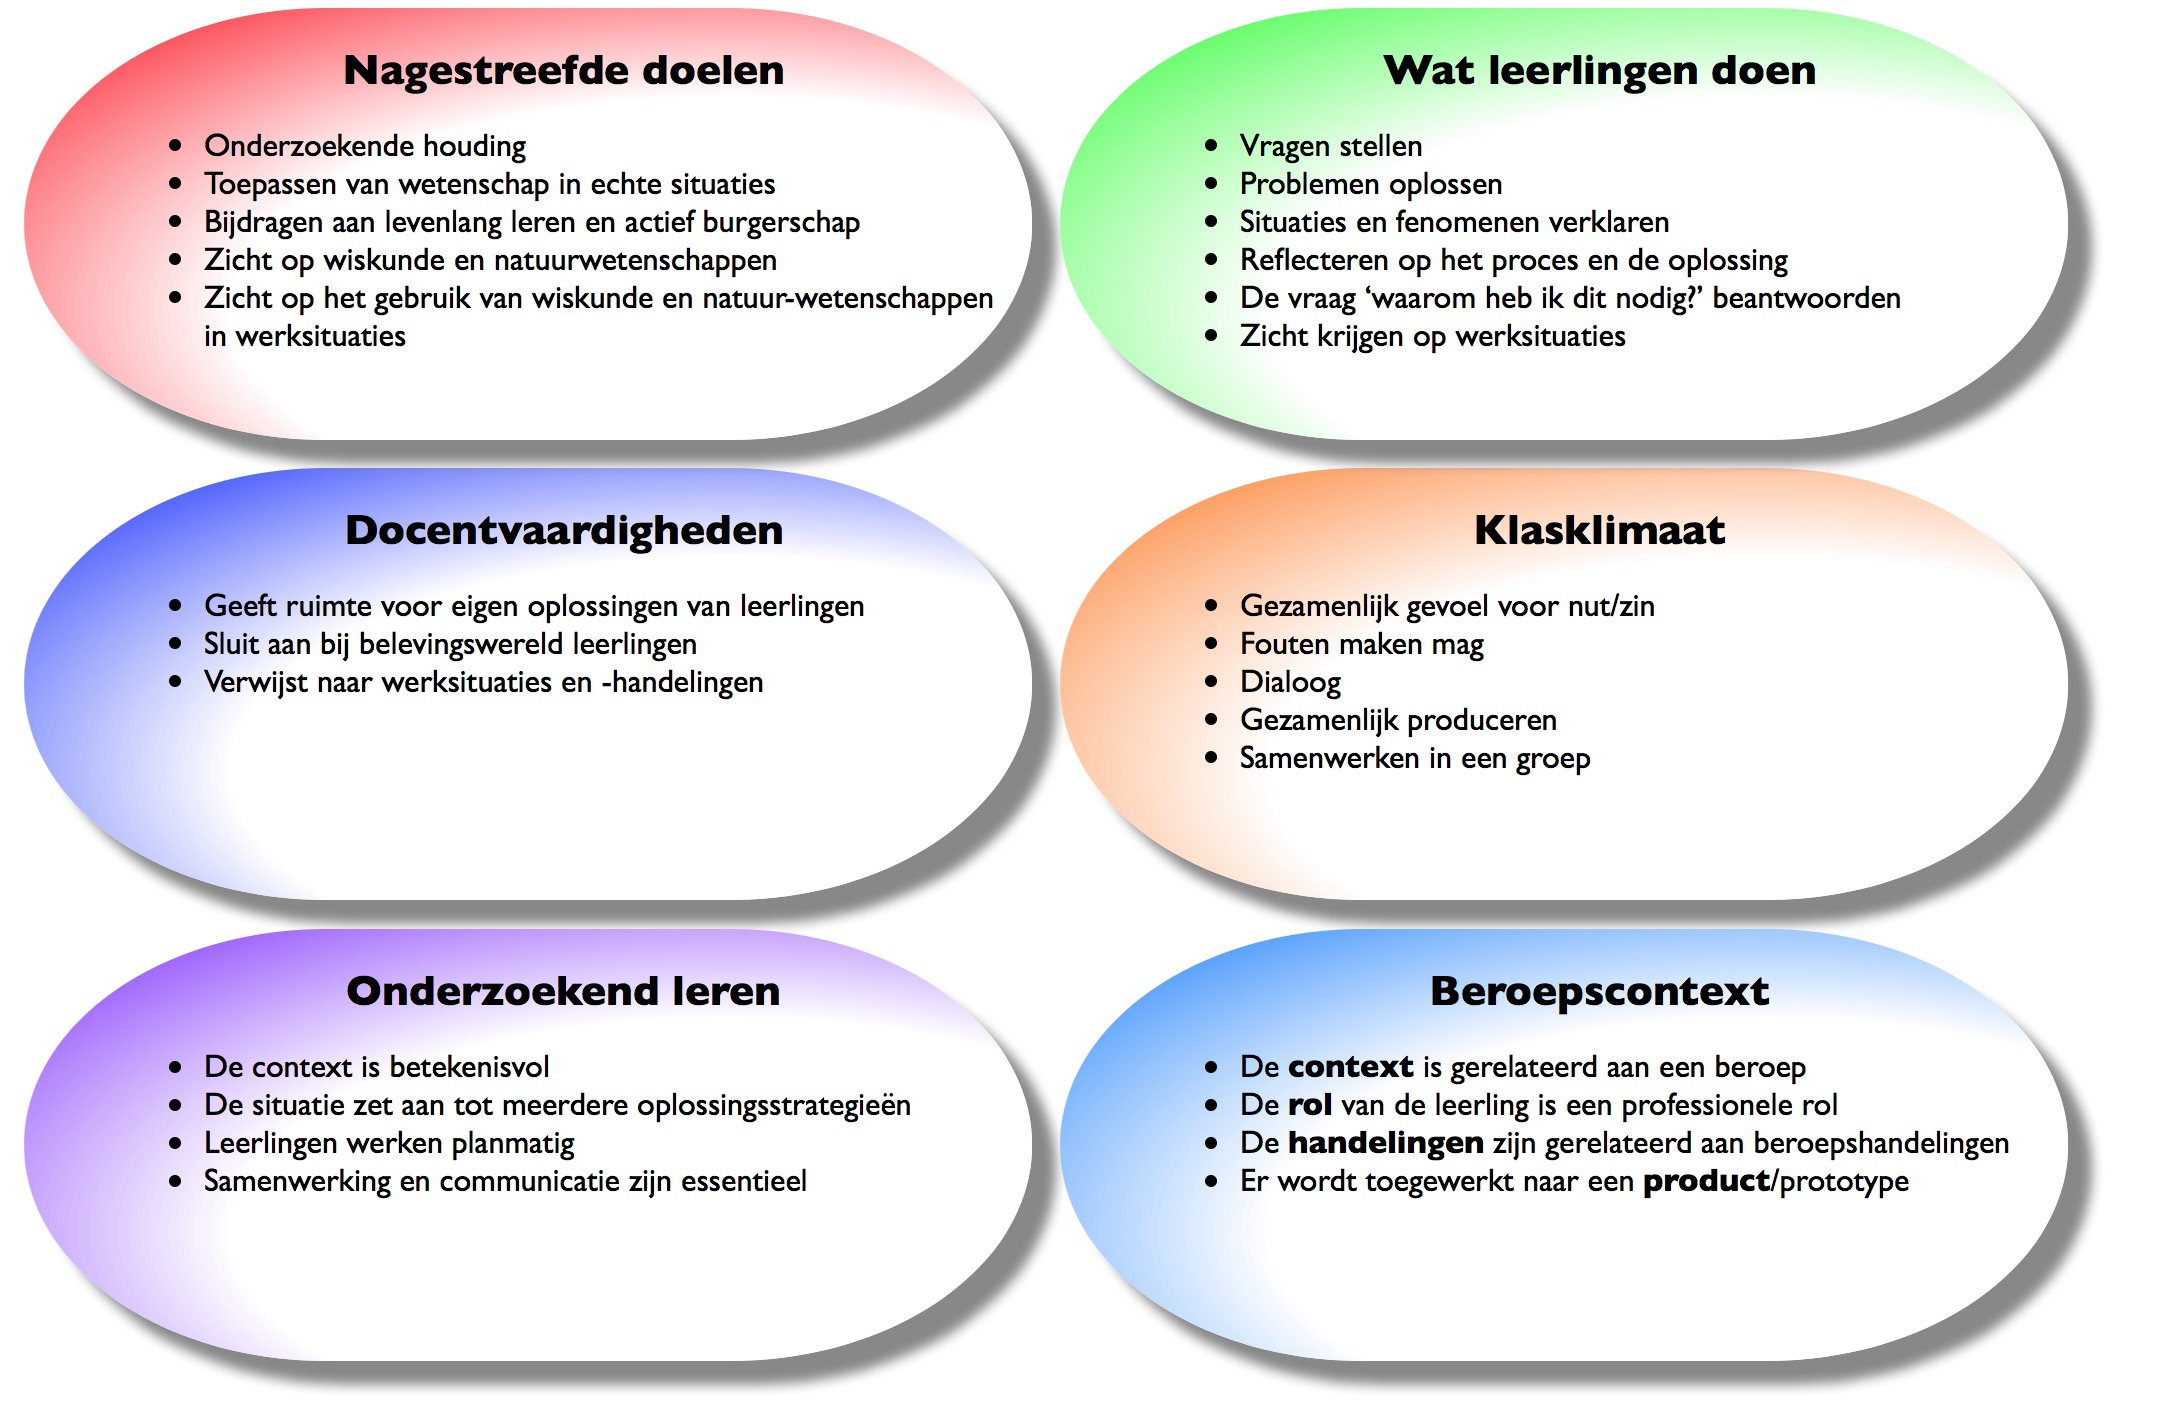 Nagestreefde doelen
• Onderzoekende houding
• Toepassen van wetenschap in echte situaties
• Bijdragen aan levenlang leren en actief burgerschap
• Zicht op wiskunde en natuurwetenschappen
• Zicht op het gebruik van wiskunde en natuur-wetenschappen
in werksituaties
Wat leerlingen doen
• Vragen stellen
• Problemen oplossen
• Situaties en fenomenen verklaren
• Reflecteren op het proces en de oplossing
• De vraag ‘waarom heb ik dit nodig?’ beantwoorden
• Zicht krijgen op werksituaties
Docentvaardigheden
• Geeft ruimte voor eigen oplossingen van leerlingen
• Sluit aan bij belevingswereld leerlingen
• Verwijst naar werksituaties en -handelingen
Klasklimaat
• Gezamenlijk gevoel voor nut/zin
• Fouten maken mag
• Dialoog
• Gezamenlijk produceren
• Samenwerken in een groep
Onderzoekend leren
• De context is betekenisvol
• De situatie zet aan tot meerdere oplossingsstrategieën
• Leerlingen werken planmatig
• Samenwerking en communicatie zijn essentieel
Beroepscontext
• De context is gerelateerd aan een beroep
• De rol van de leerling is een professionele rol
• De handelingen zijn gerelateerd aan beroepshandelingen
• Er wordt toegewerkt naar een product/prototype